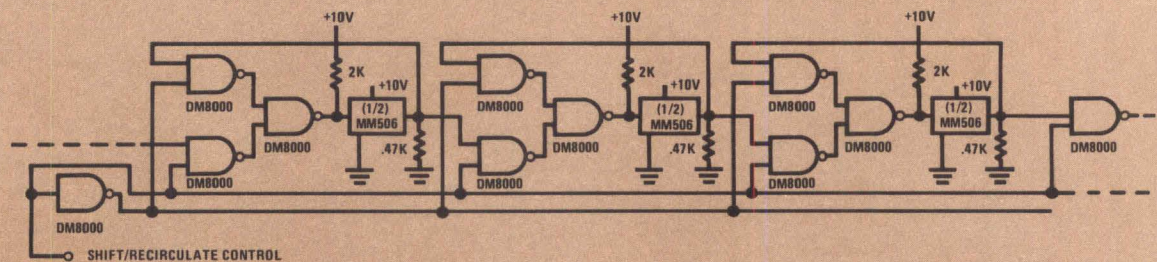 +10V
+10V
+10V
2K
2K
2K
+10V
+10V
+10V
DM8000
DM8000
DM8000
(1/2)
MM506
(1/2)
MM506
(1/2)
MM506
DM8000
DM8000
DM8000
DM8000
.47K
.47K
.47K
DM8000
DM8000
DM8000
DM8000
SHIFT/RECIRCULATE CONTROL